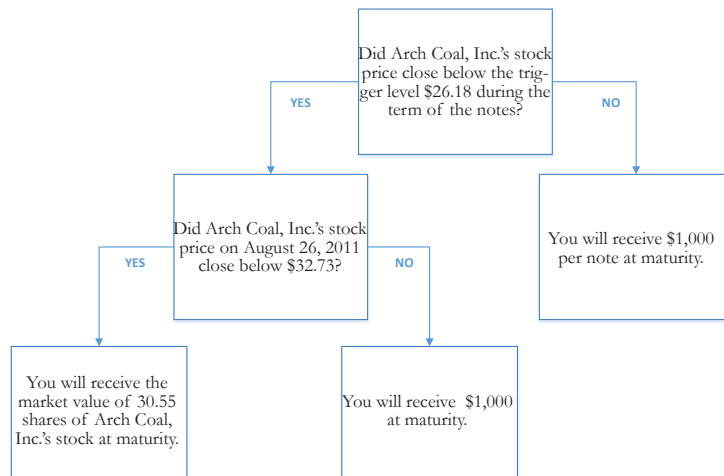 Did Arch Coal, Inc.'s stock
price close below the trig-
ger level $26.18 during the
term of the notes?
YES
NO
Did Arch Coal, Inc.'s stock
price on August 26, 2011
close below $32.73?
You will receive $1,000
per note at maturity.
YES
NO
You will receive the
market value of 30.55
shares of Arch Coal,
Inc.'s stock at maturity.
You will receive $1,000
at maturity.